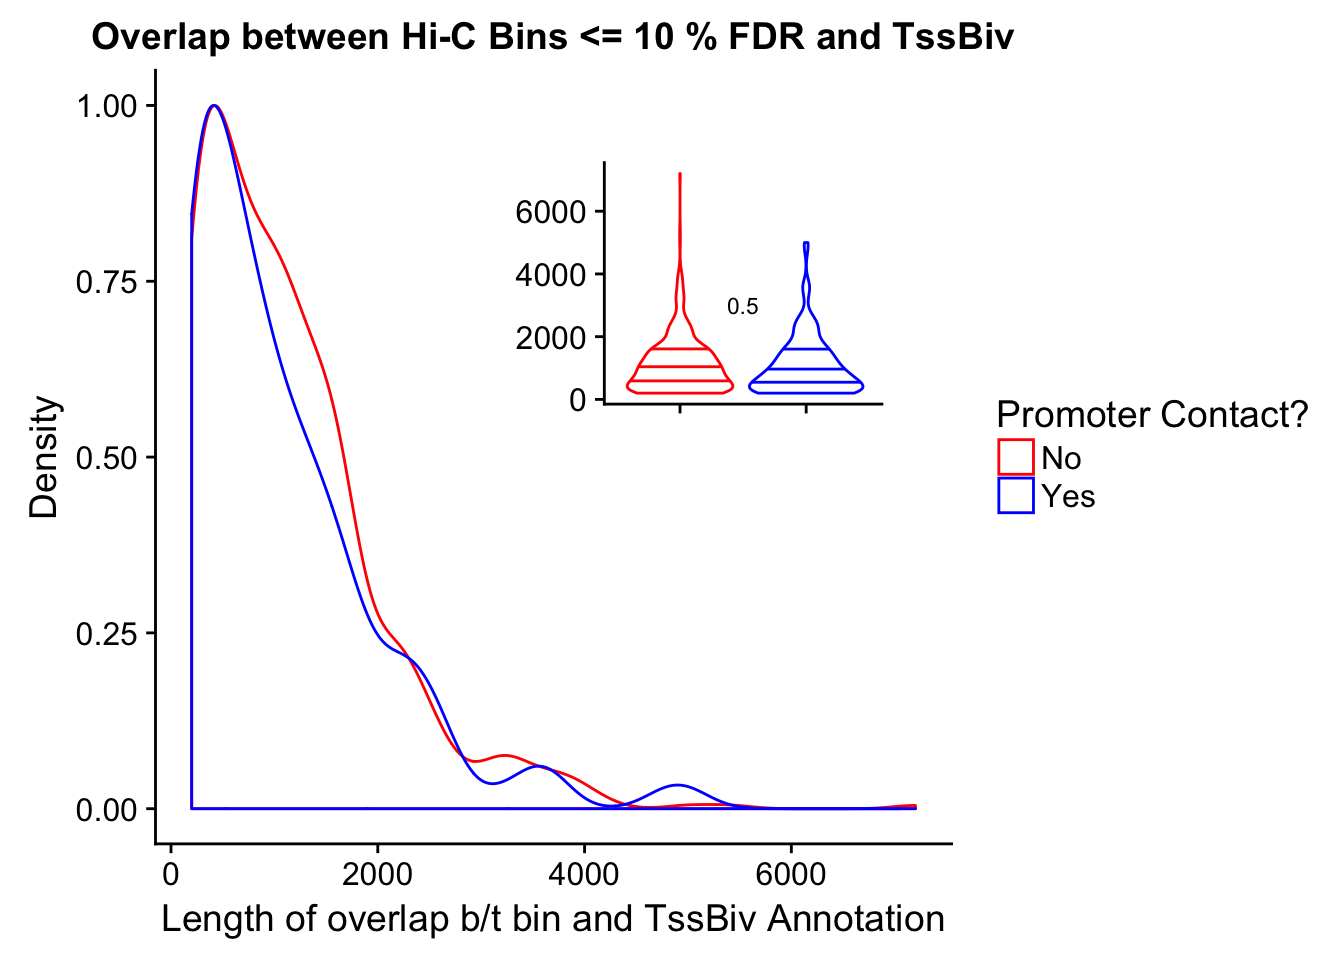 Overlap between Hi-C Bins <= 10 % FDR and TssBiv
1.00
0.75
0.50
0.25
0.00
Density
6000
4000
2000
0
0.5
Promoter Contact?
No
Yes
0 2000 4000 6000
Length of overlap b/t bin and TssBiv Annotation